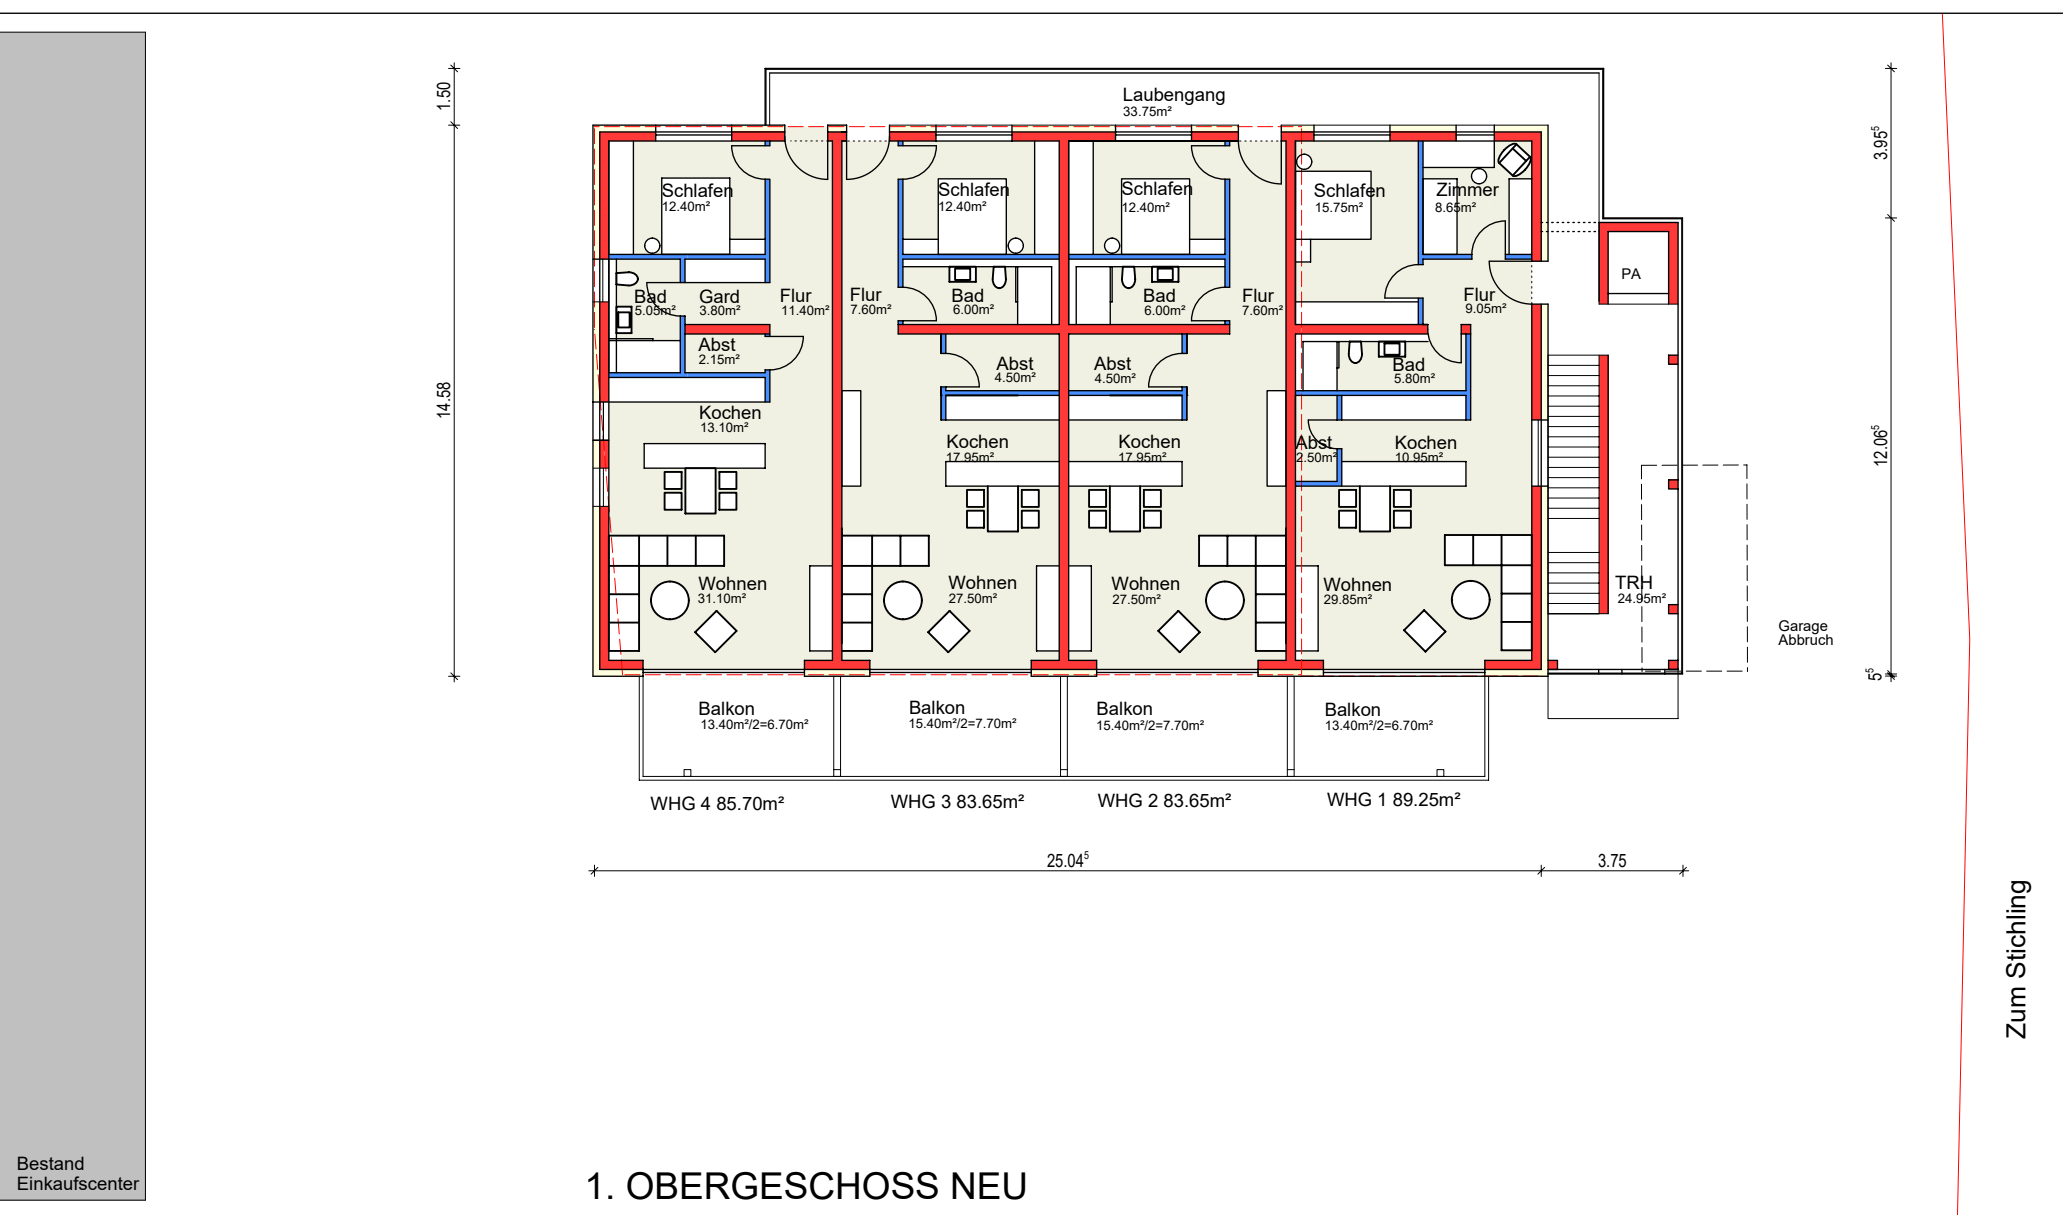 1.50
14.58
3.95⁵
12.06⁵
5⁵
Laubengang
33.75m²
Schlafen
12.40m²
Schlafen
12.40m²
Schlafen
12.40m²
Schlafen
15.75m²
Zimmer
8.65m²
PA
Bad
5.05m²
Gard
3.80m²
Flur
11.40m²
Flur
7.60m²
Bad
6.00m²
Bad
6.00m²
Flur
7.60m²
Flur
9.05m²
Abst
2.15m²
Abst
4.50m²
Abst
4.50m²
Bad
5.80m²
Kochen
13.10m²
Kochen
17.95m²
Kochen
17.95m²
Abst
2.50m²
Kochen
10.95m²
Wohnen
31.10m²
Wohnen
27.50m²
Wohnen
27.50m²
Wohnen
29.85m²
TRH
24.95m²
Garage
Abbruch
Balkon
13.40m²/2=6.70m²
Balkon
15.40m²/2=7.70m²
Balkon
15.40m²/2=7.70m²
Balkon
13.40m²/2=6.70m²
WHG 4 85.70m²
WHG 3 83.65m²
WHG 2 83.65m²
WHG 1 89.25m²
25.04⁵
3.75
Zum Stichling
Bestand
Einkaufscenter
1. OBERGESCHOSS NEU